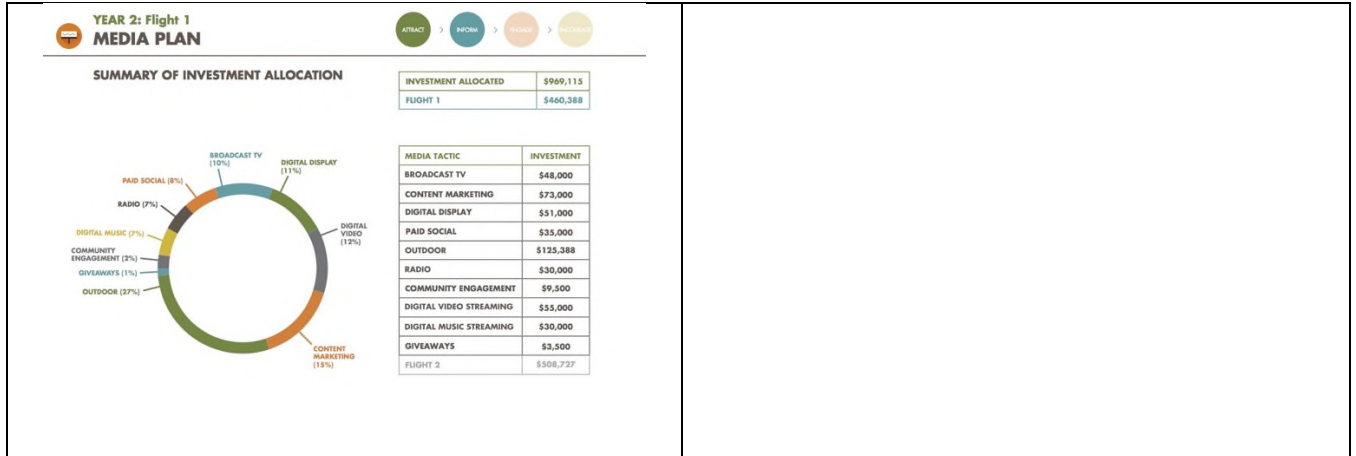 YEAR 2: Flight 1
MEDIA PLAN
ATTRACT > INFORM > ENGAGE >
SUMMARY OF INVESTMENT ALLOCATION
INVESTMENT ALLOCATED $969,115
FLIGHT 1 $460,388
BROADCAST TV
(10%)
DIGITAL DISPLAY
(11%)
PAID SOCIAL (8%)
RADIO (7%)
DIGITAL MUSIC (7%)
COMMUNITY
ENGAGEMENT (2%)
GIVEAWAYS (1%)
OUTDOOR (27%)
DIGITAL
VIDEO
(12%)
CONTENT
MARKETING
(15%)
MEDIA TACTIC INVESTMENT
BROADCAST TV $48,000
CONTENT MARKETING $73,000
DIGITAL DISPLAY $51,000
PAID SOCIAL $35,000
OUTDOOR $125,388
RADIO $30,000
COMMUNITY ENGAGEMENT $9,500
DIGITAL VIDEO STREAMING $55,000
DIGITAL MUSIC STREAMING $30,000
GIVEAWAYS $3,500
FLIGHT 2 $508,727